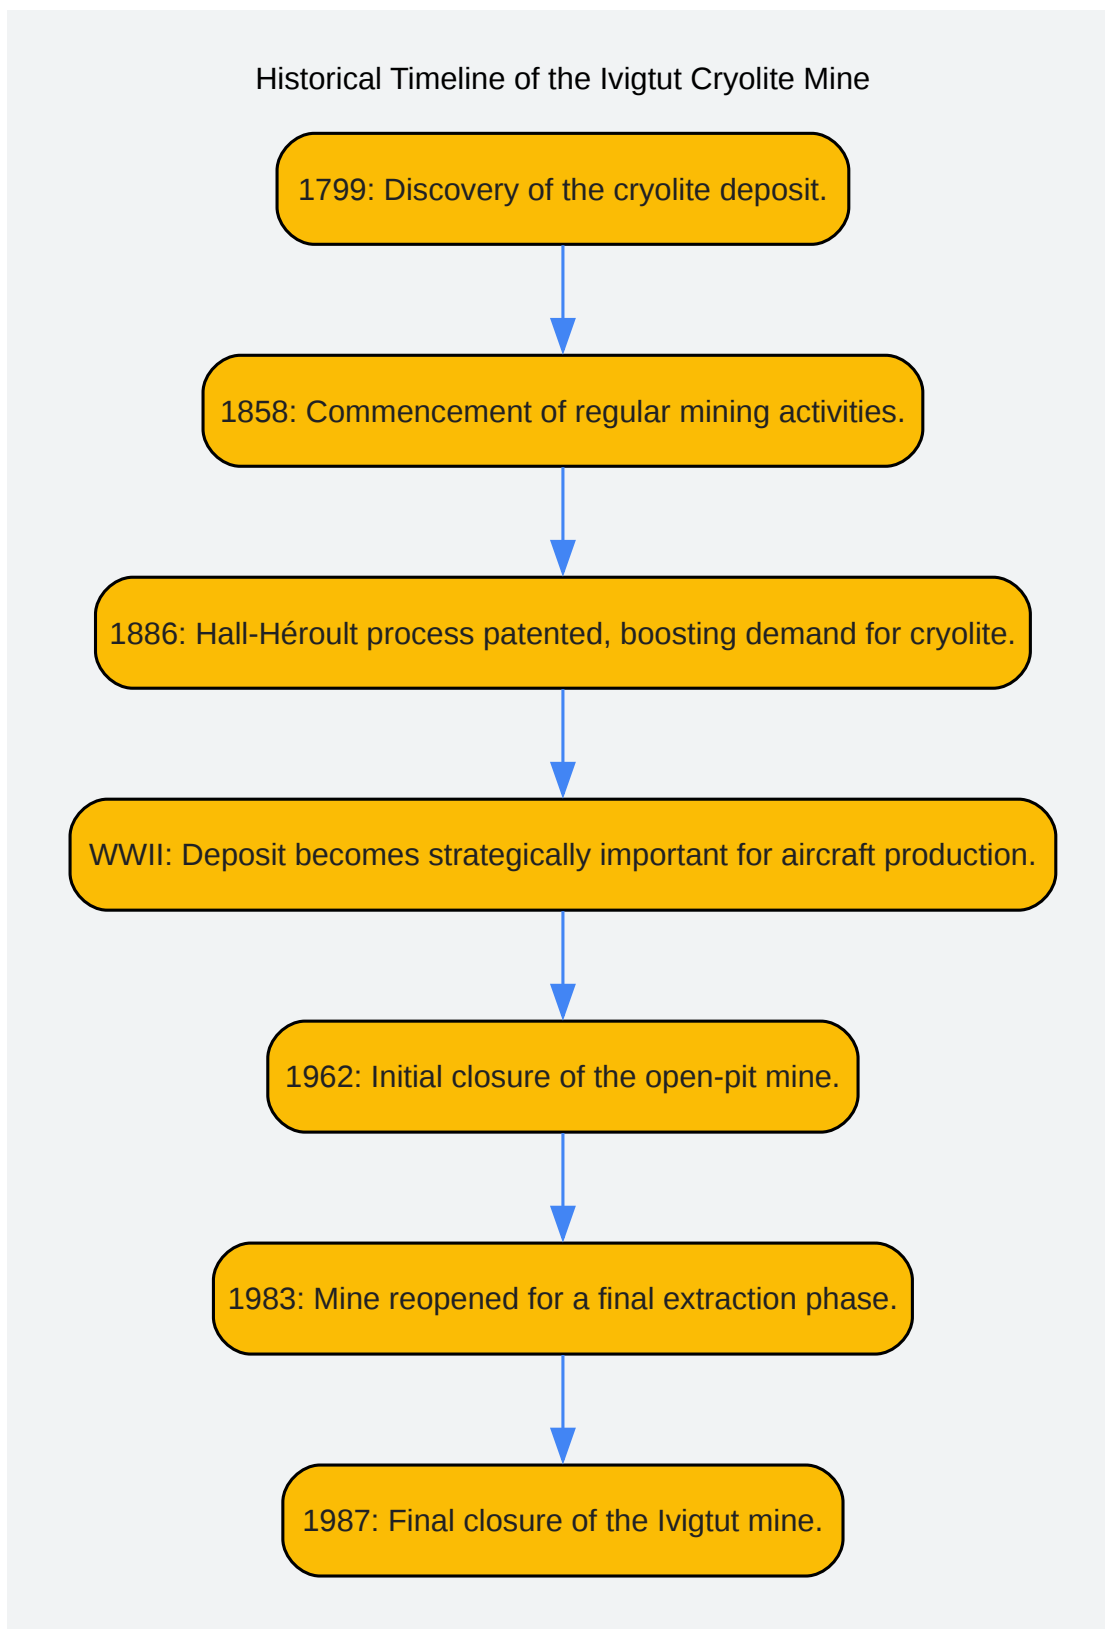 Historical Timeline of the Ivigtut Cryolite Mine
1799: Discovery of the cryolite deposit.
1858: Commencement of regular mining activities.
1886: Hall-Héroult process patented, boosting demand for cryolite.
WWII: Deposit becomes strategically important for aircraft production.
1962: Initial closure of the open-pit mine.
1983: Mine reopened for a final extraction phase.
1987: Final closure of the Ivigtut mine.